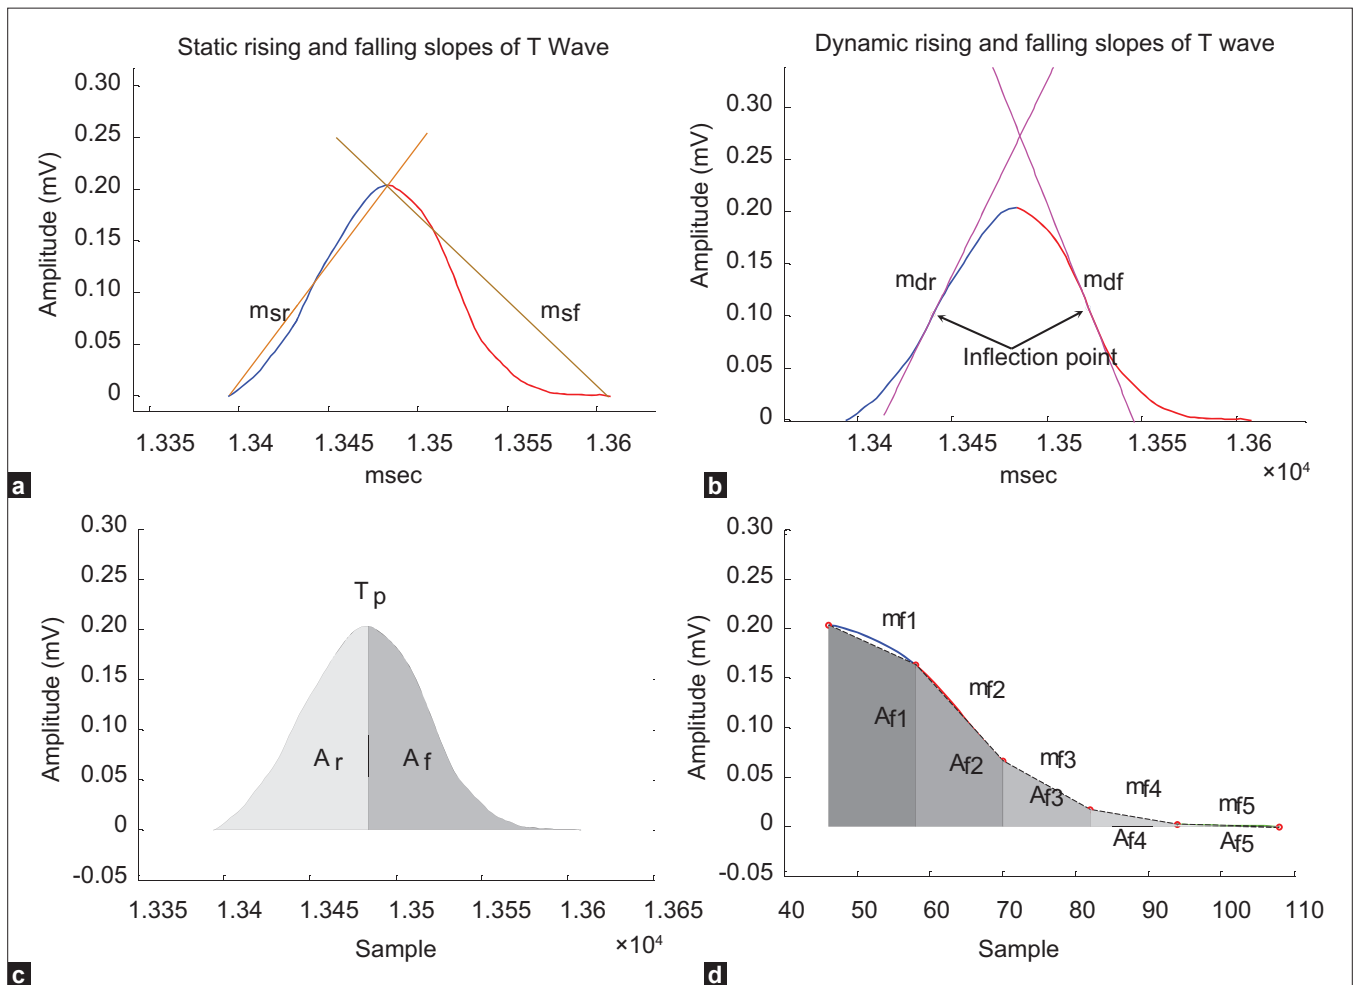 Static rising and falling slopes of T Wave
0.30
0.25
0.20
0.15
0.10
0.05
0
Amplitude (mV)
msr
msf
1.335 1.34 1.345 1.35 1.355 1.36
msec
a
Dynamic rising and falling slopes of T wave
0.30
0.25
0.20
0.15
0.10
0.05
0
Amplitude (mV)
mdr
mdf
Inflection point
1.34 1.345 1.35 1.355 1.36
msec
×10⁴
b
0.30
0.25
0.20
0.15
0.10
0.05
0
-0.05
Amplitude (mV)
Tp
Ar
Af
1.335 1.34 1.345 1.35 1.355 1.36 1.365
Sample
×10⁴
c
0.30
0.25
0.20
0.15
0.10
0.05
0
-0.05
Amplitude (mV)
mf1
mf2
mf3
mf4
mf5
Af1
Af2
Af3
Af4
Af5
40 50 60 70 80 90 100 110
Sample
d